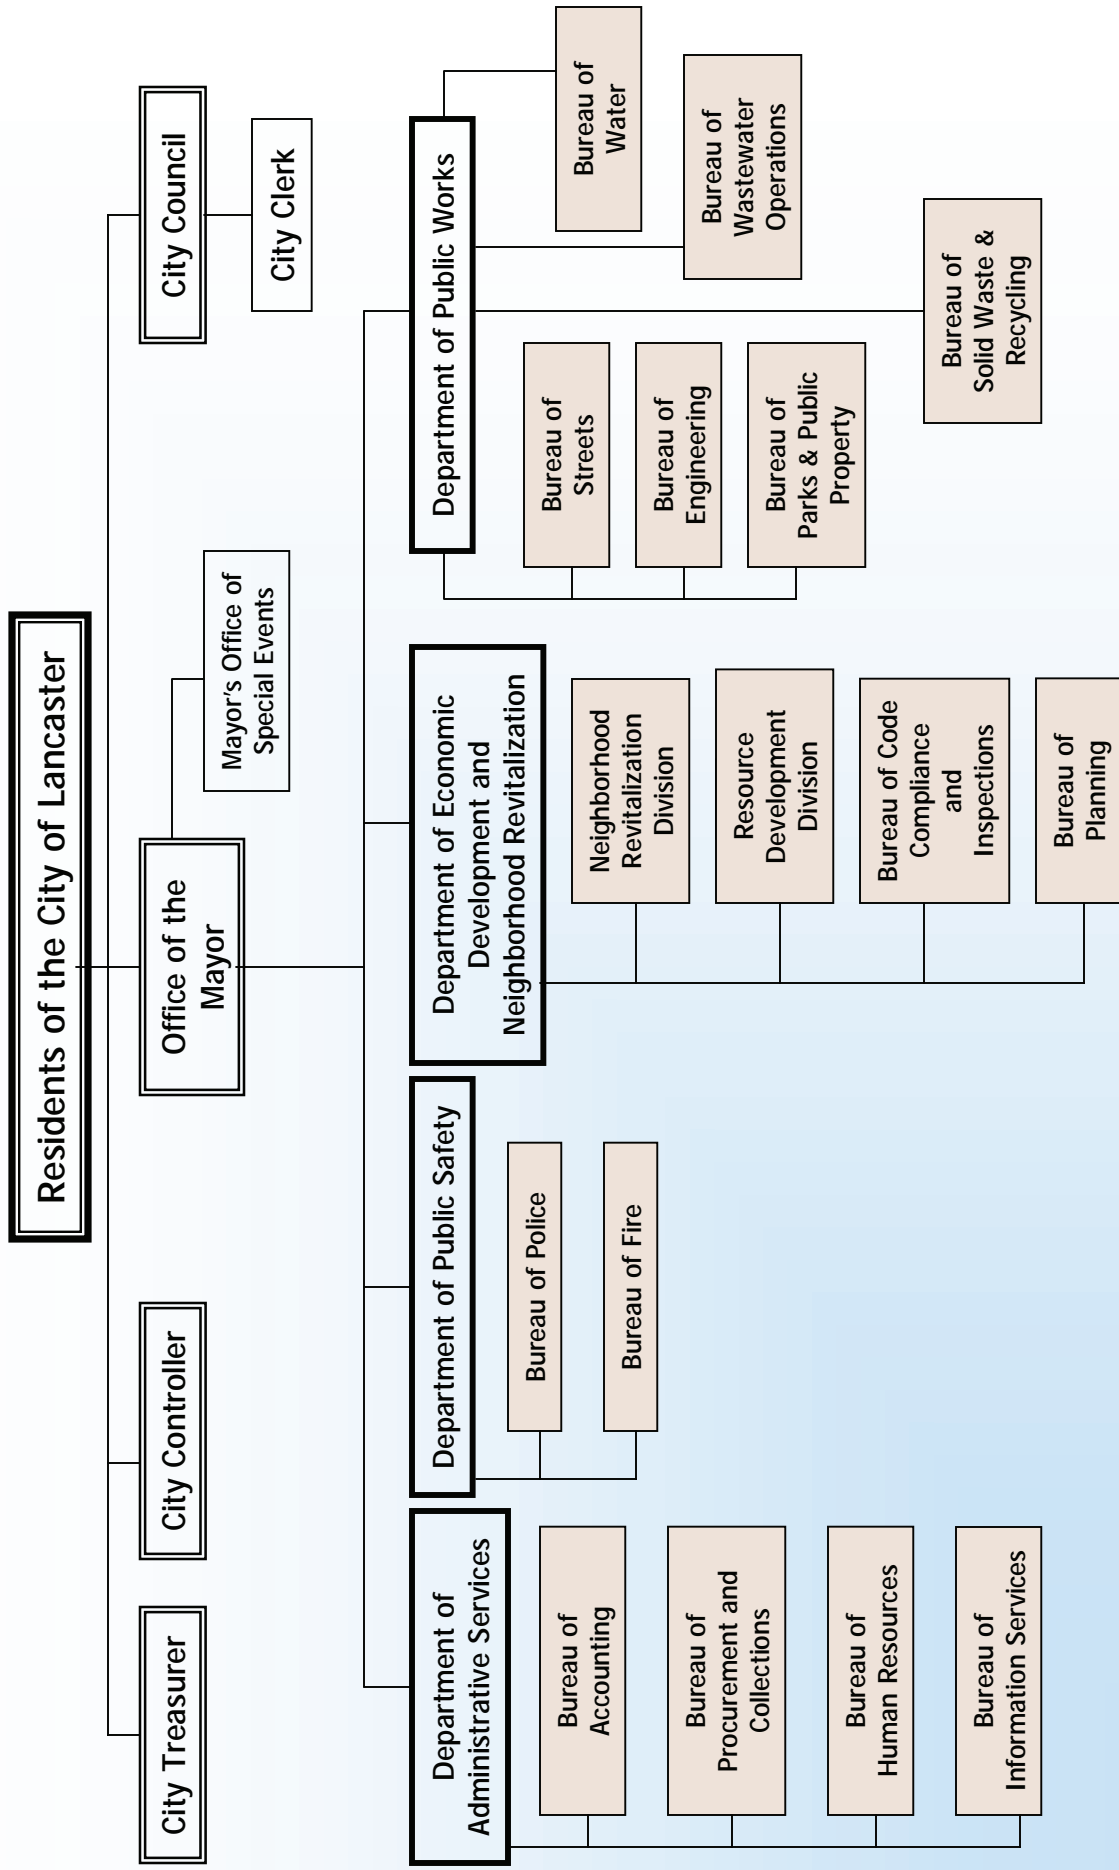 Residents of the City of Lancaster
City Treasurer
City Controller
Office of the
Mayor
City Council
Mayor's Office of
Special Events
City Clerk
Department of
Administrative Services
Bureau of
Accounting
Bureau of
Procurement and
Collections
Bureau of
Human Resources
Bureau of
Information Services
Department of Public Safety
Bureau of Police
Bureau of Fire
Department of Economic
Development and
Neighborhood Revitalization
Neighborhood
Revitalization
Division
Resource
Development
Division
Bureau of Code
Compliance
and
Inspections
Bureau of
Planning
Department of Public Works
Bureau of
Streets
Bureau of
Engineering
Bureau of
Parks & Public
Property
Bureau of
Water
Bureau of
Wastewater
Operations
Bureau of
Solid Waste &
Recycling